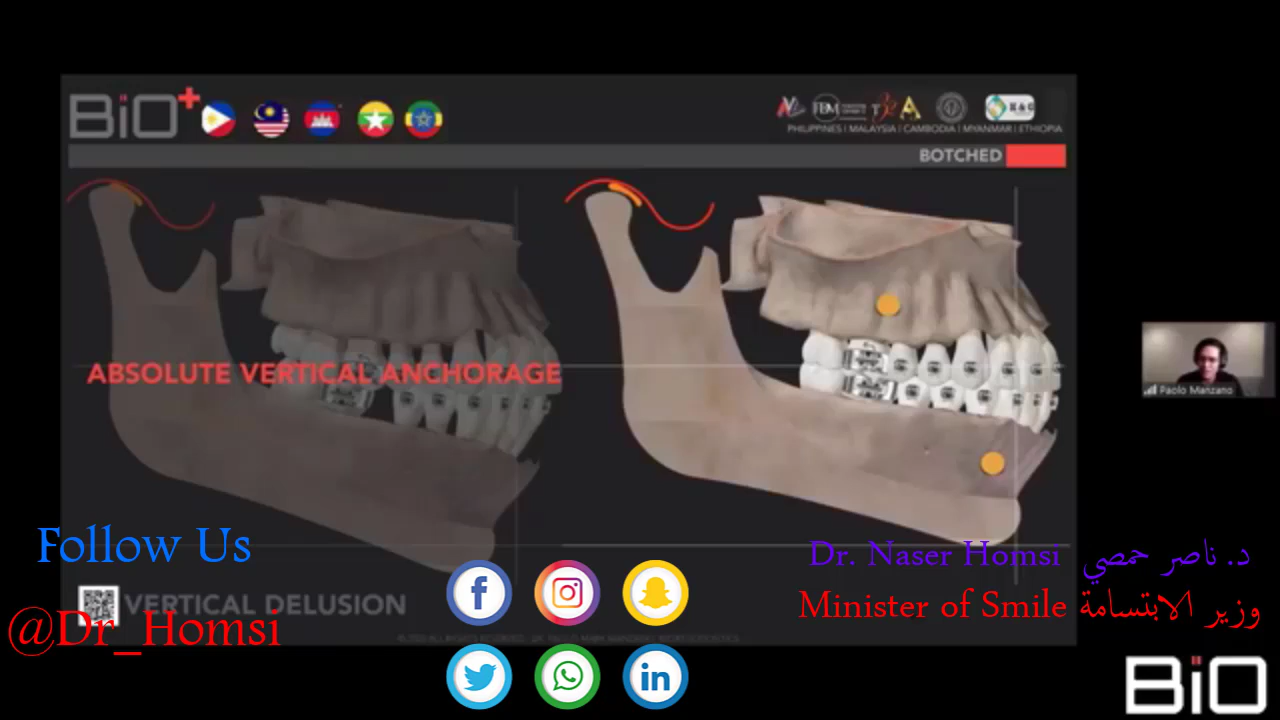 BiO+
PHILIPPINES | MALAYSIA | CAMBODIA | MYANMAR | ETHIOPIA
BOTCHED
ABSOLUTE VERTICAL ANCHORAGE
Paolo Manzano
Follow Us
Dr. Naser Homsi د. ناصر حمصي
VERTICAL DELUSION
Minister of Smile وزير الابتسامة
@Dr_Homsi
BiO